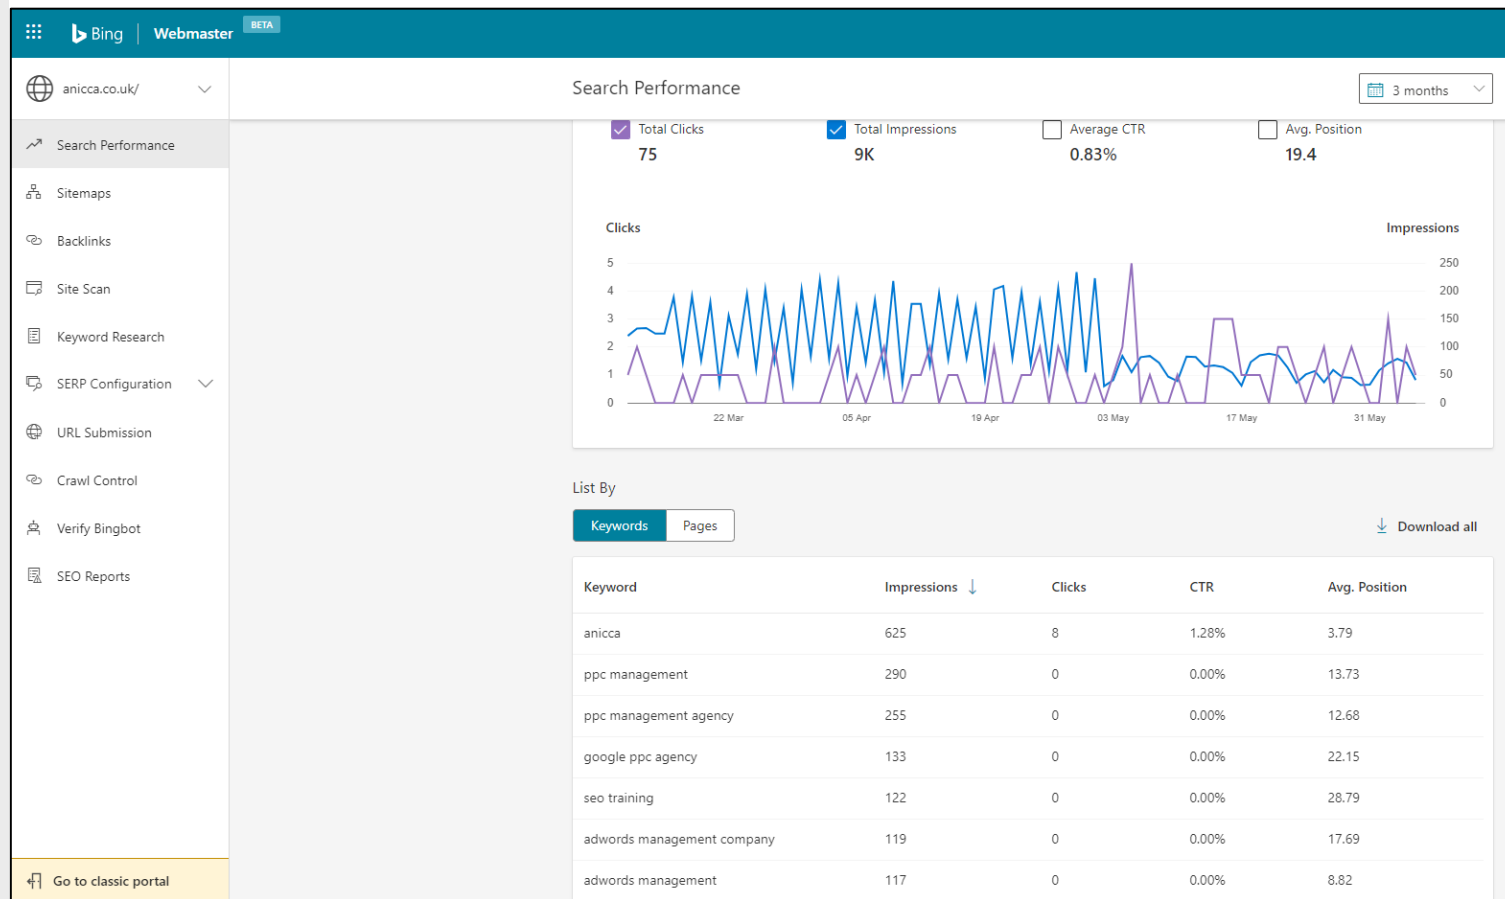 Bing Webmaster BETA
anicca.co.uk/
Search Performance
3 months
Search Performance
Sitemaps
Backlinks
Site Scan
Keyword Research
SERP Configuration
URL Submission
Crawl Control
Verify Bingbot
SEO Reports
Go to classic portal
Total Clicks Total Impressions Average CTR Avg. Position
75 9K 0.83% 19.4
Clicks Impressions
5 250
4 200
3 150
2 100
1 50
0 0
22 Mar 05 Apr 19 Apr 03 May 17 May 31 May
List By
Keywords Pages Download all
Keyword Impressions ↓ Clicks CTR Avg. Position
anicca 625 8 1.28% 3.79
ppc management 290 0 0.00% 13.73
ppc management agency 255 0 0.00% 12.68
google ppc agency 133 0 0.00% 22.15
seo training 122 0 0.00% 28.79
adwords management company 119 0 0.00% 17.69
adwords management 117 0 0.00% 8.82